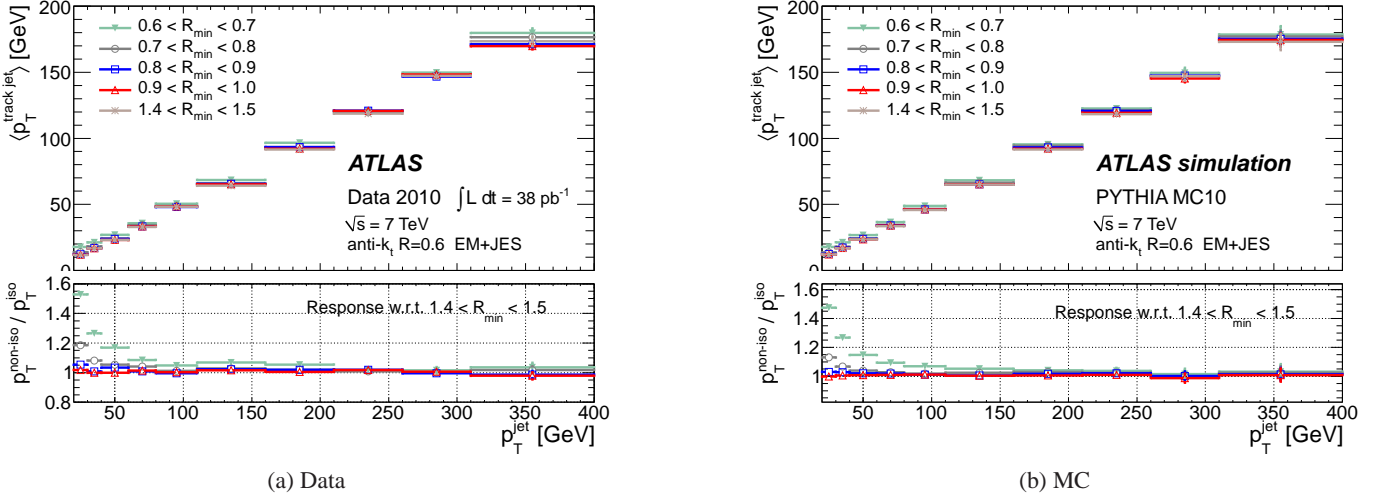 [GeV]
⟨p_T^track jet⟩
200
150
100
50
0
0.6 < R_min < 0.7
0.7 < R_min < 0.8
0.8 < R_min < 0.9
0.9 < R_min < 1.0
1.4 < R_min < 1.5
ATLAS
Data 2010 ∫L dt = 38 pb⁻¹
√s = 7 TeV
anti-k_t R=0.6 EM+JES
p_T^non-iso / p_T^iso
1.6
1.4
1.2
1
0.8
Response w.r.t. 1.4 < R_min < 1.5
50 100 150 200 250 300 350 400
p_T^jet [GeV]
(a) Data
[GeV]
⟨p_T^track jet⟩
200
150
100
50
0
0.6 < R_min < 0.7
0.7 < R_min < 0.8
0.8 < R_min < 0.9
0.9 < R_min < 1.0
1.4 < R_min < 1.5
ATLAS simulation
PYTHIA MC10
√s = 7 TeV
anti-k_t R=0.6 EM+JES
p_T^non-iso / p_T^iso
1.6
1.4
1.2
1
Response w.r.t. 1.4 < R_min < 1.5
50 100 150 200 250 300 350 400
p_T^jet [GeV]
(b) MC